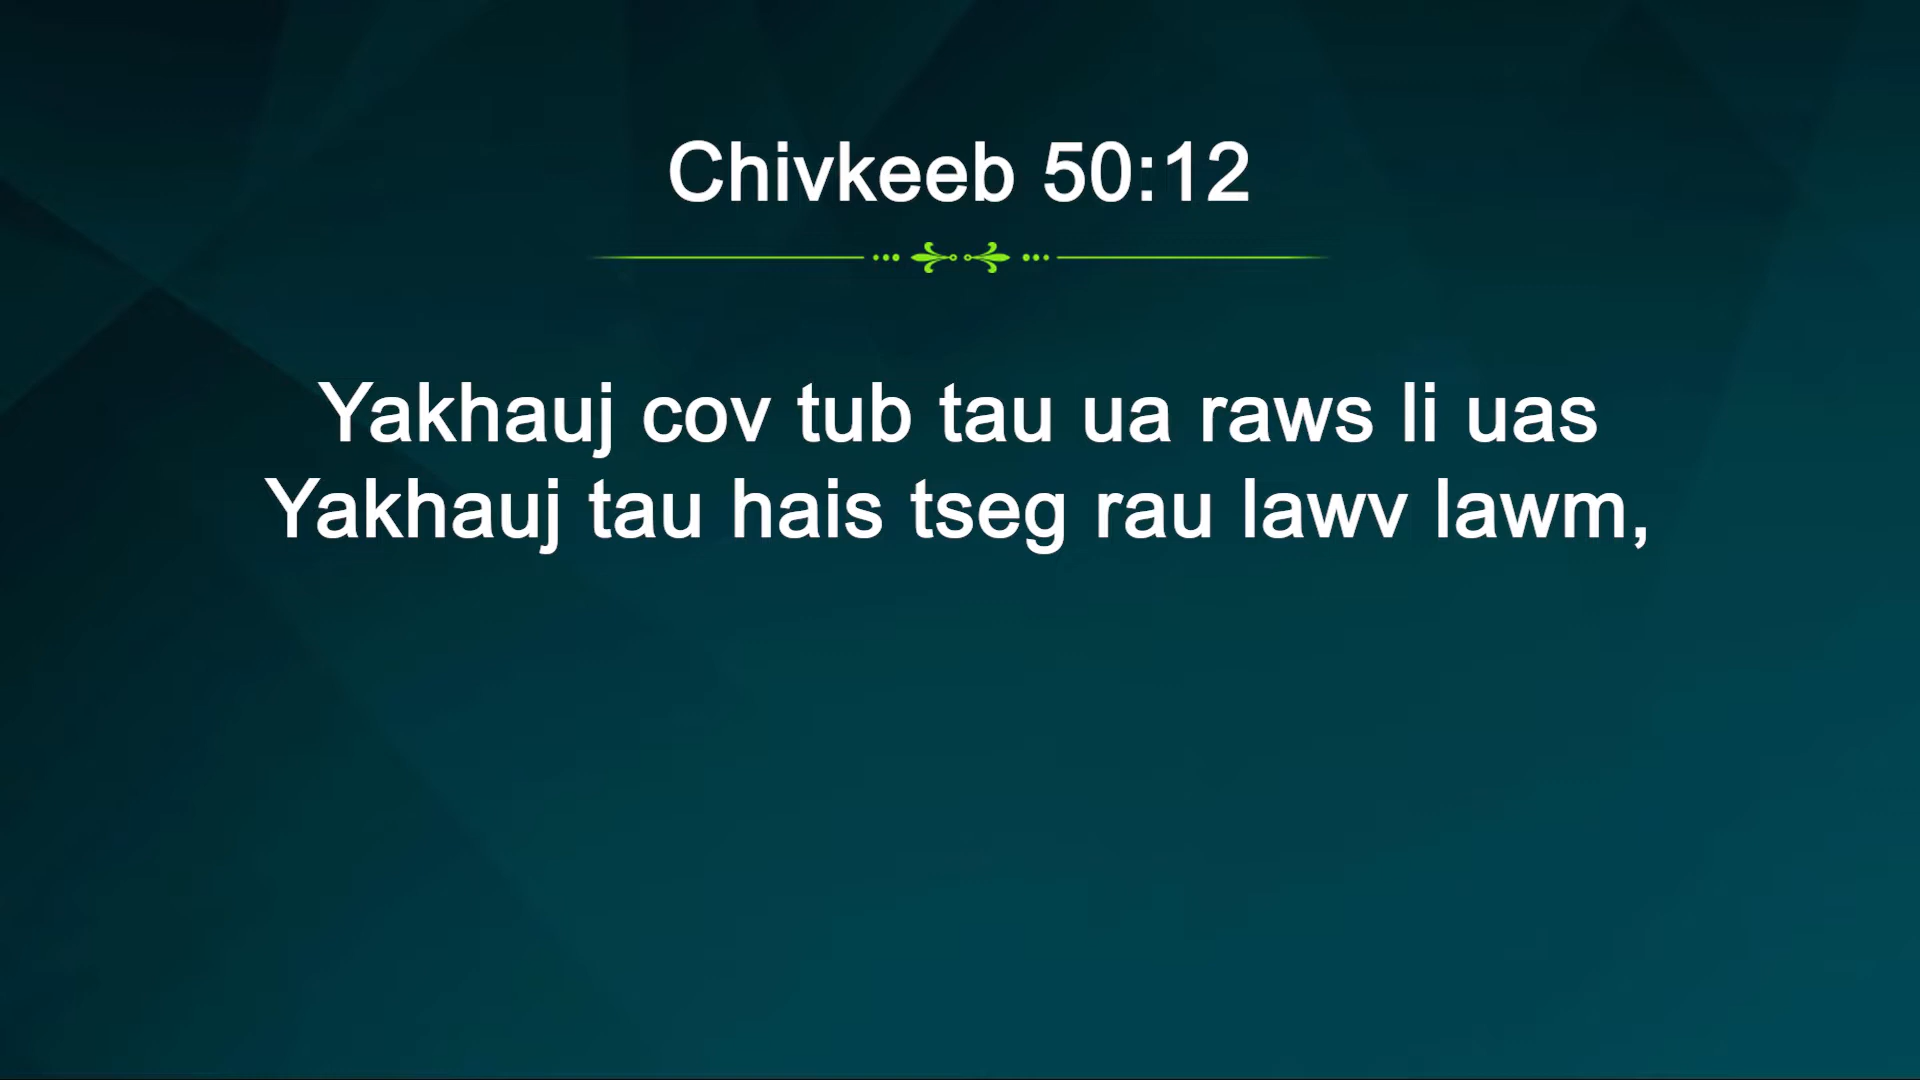 Chivkeeb 50:12
Yakhauj cov tub tau ua raws li uas
Yakhauj tau hais tseg rau lawv lawm,